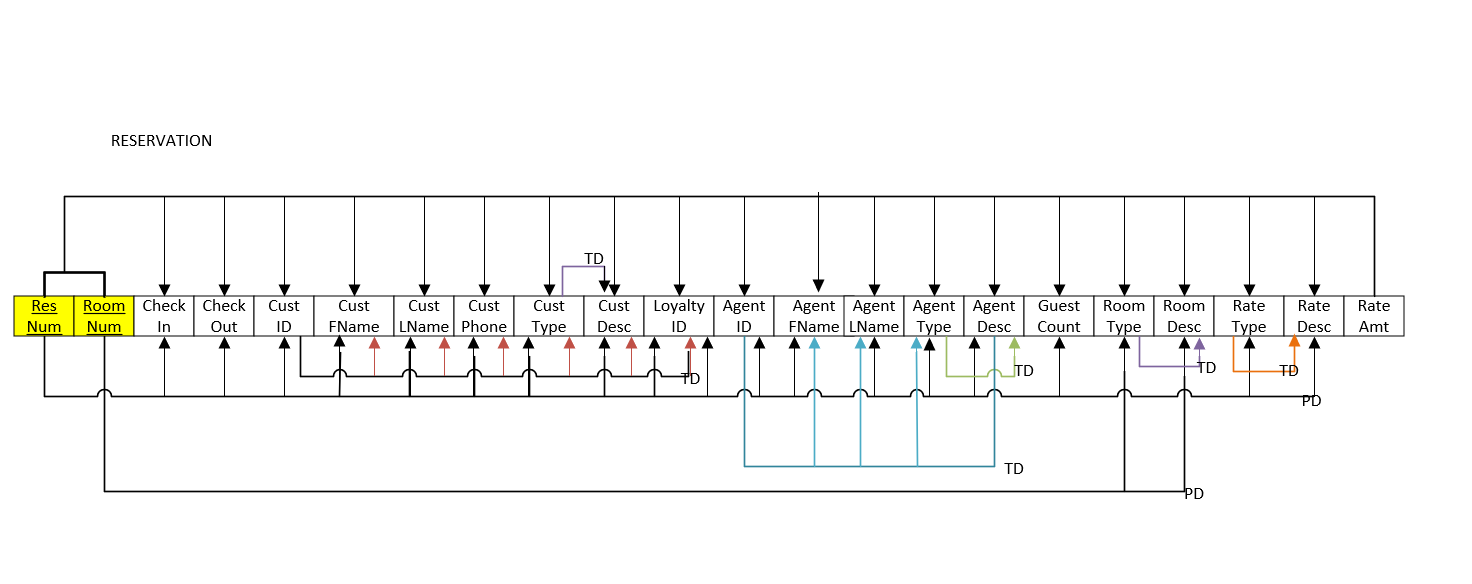 RESERVATION
TD
Res Room Check Check Cust Cust Cust Cust Cust Cust Loyalty Agent Agent Agent Agent Agent Guest Room Room Rate Rate Rate
Num Num In Out ID FName LName Phone Type Desc ID ID FName LName Type Desc Count Type Desc Type Desc Amt
TD TD TD TD
PD
TD
PD